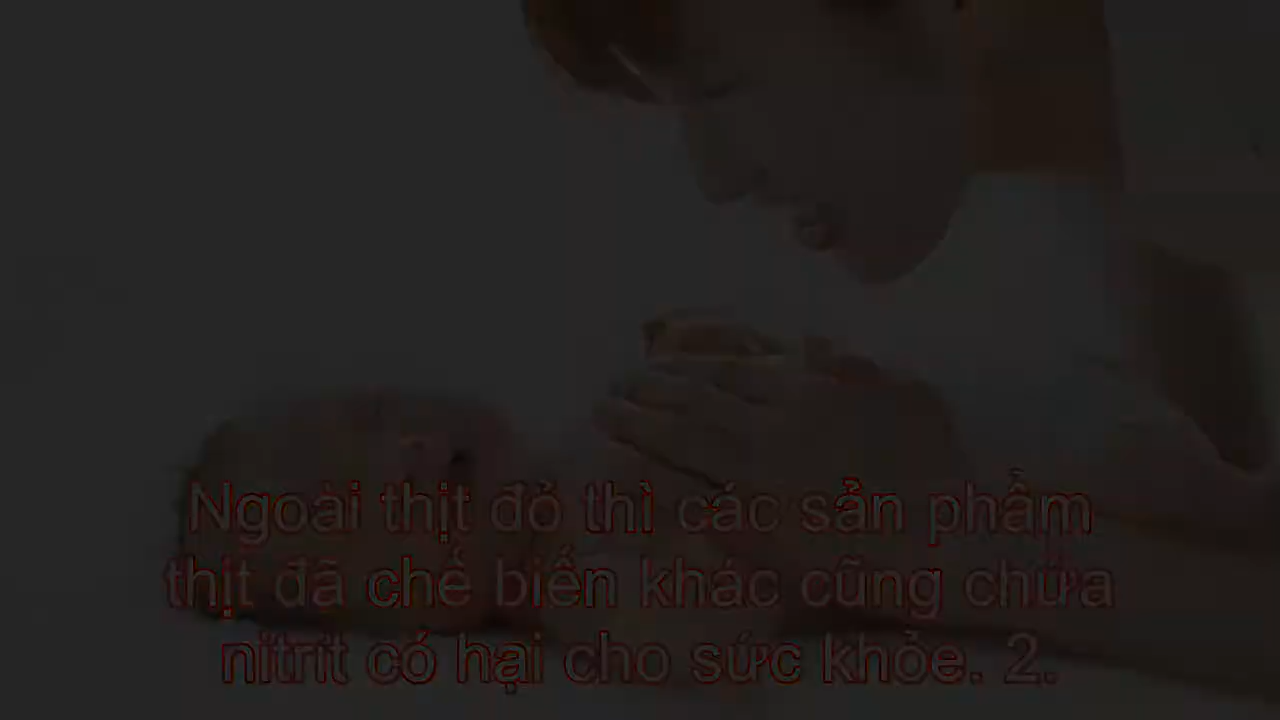 Ngoài thịt đỏ thì các sản phẩm
thịt đã chế biến khác cũng chứa
nitrit có hại cho sức khỏe. 2.